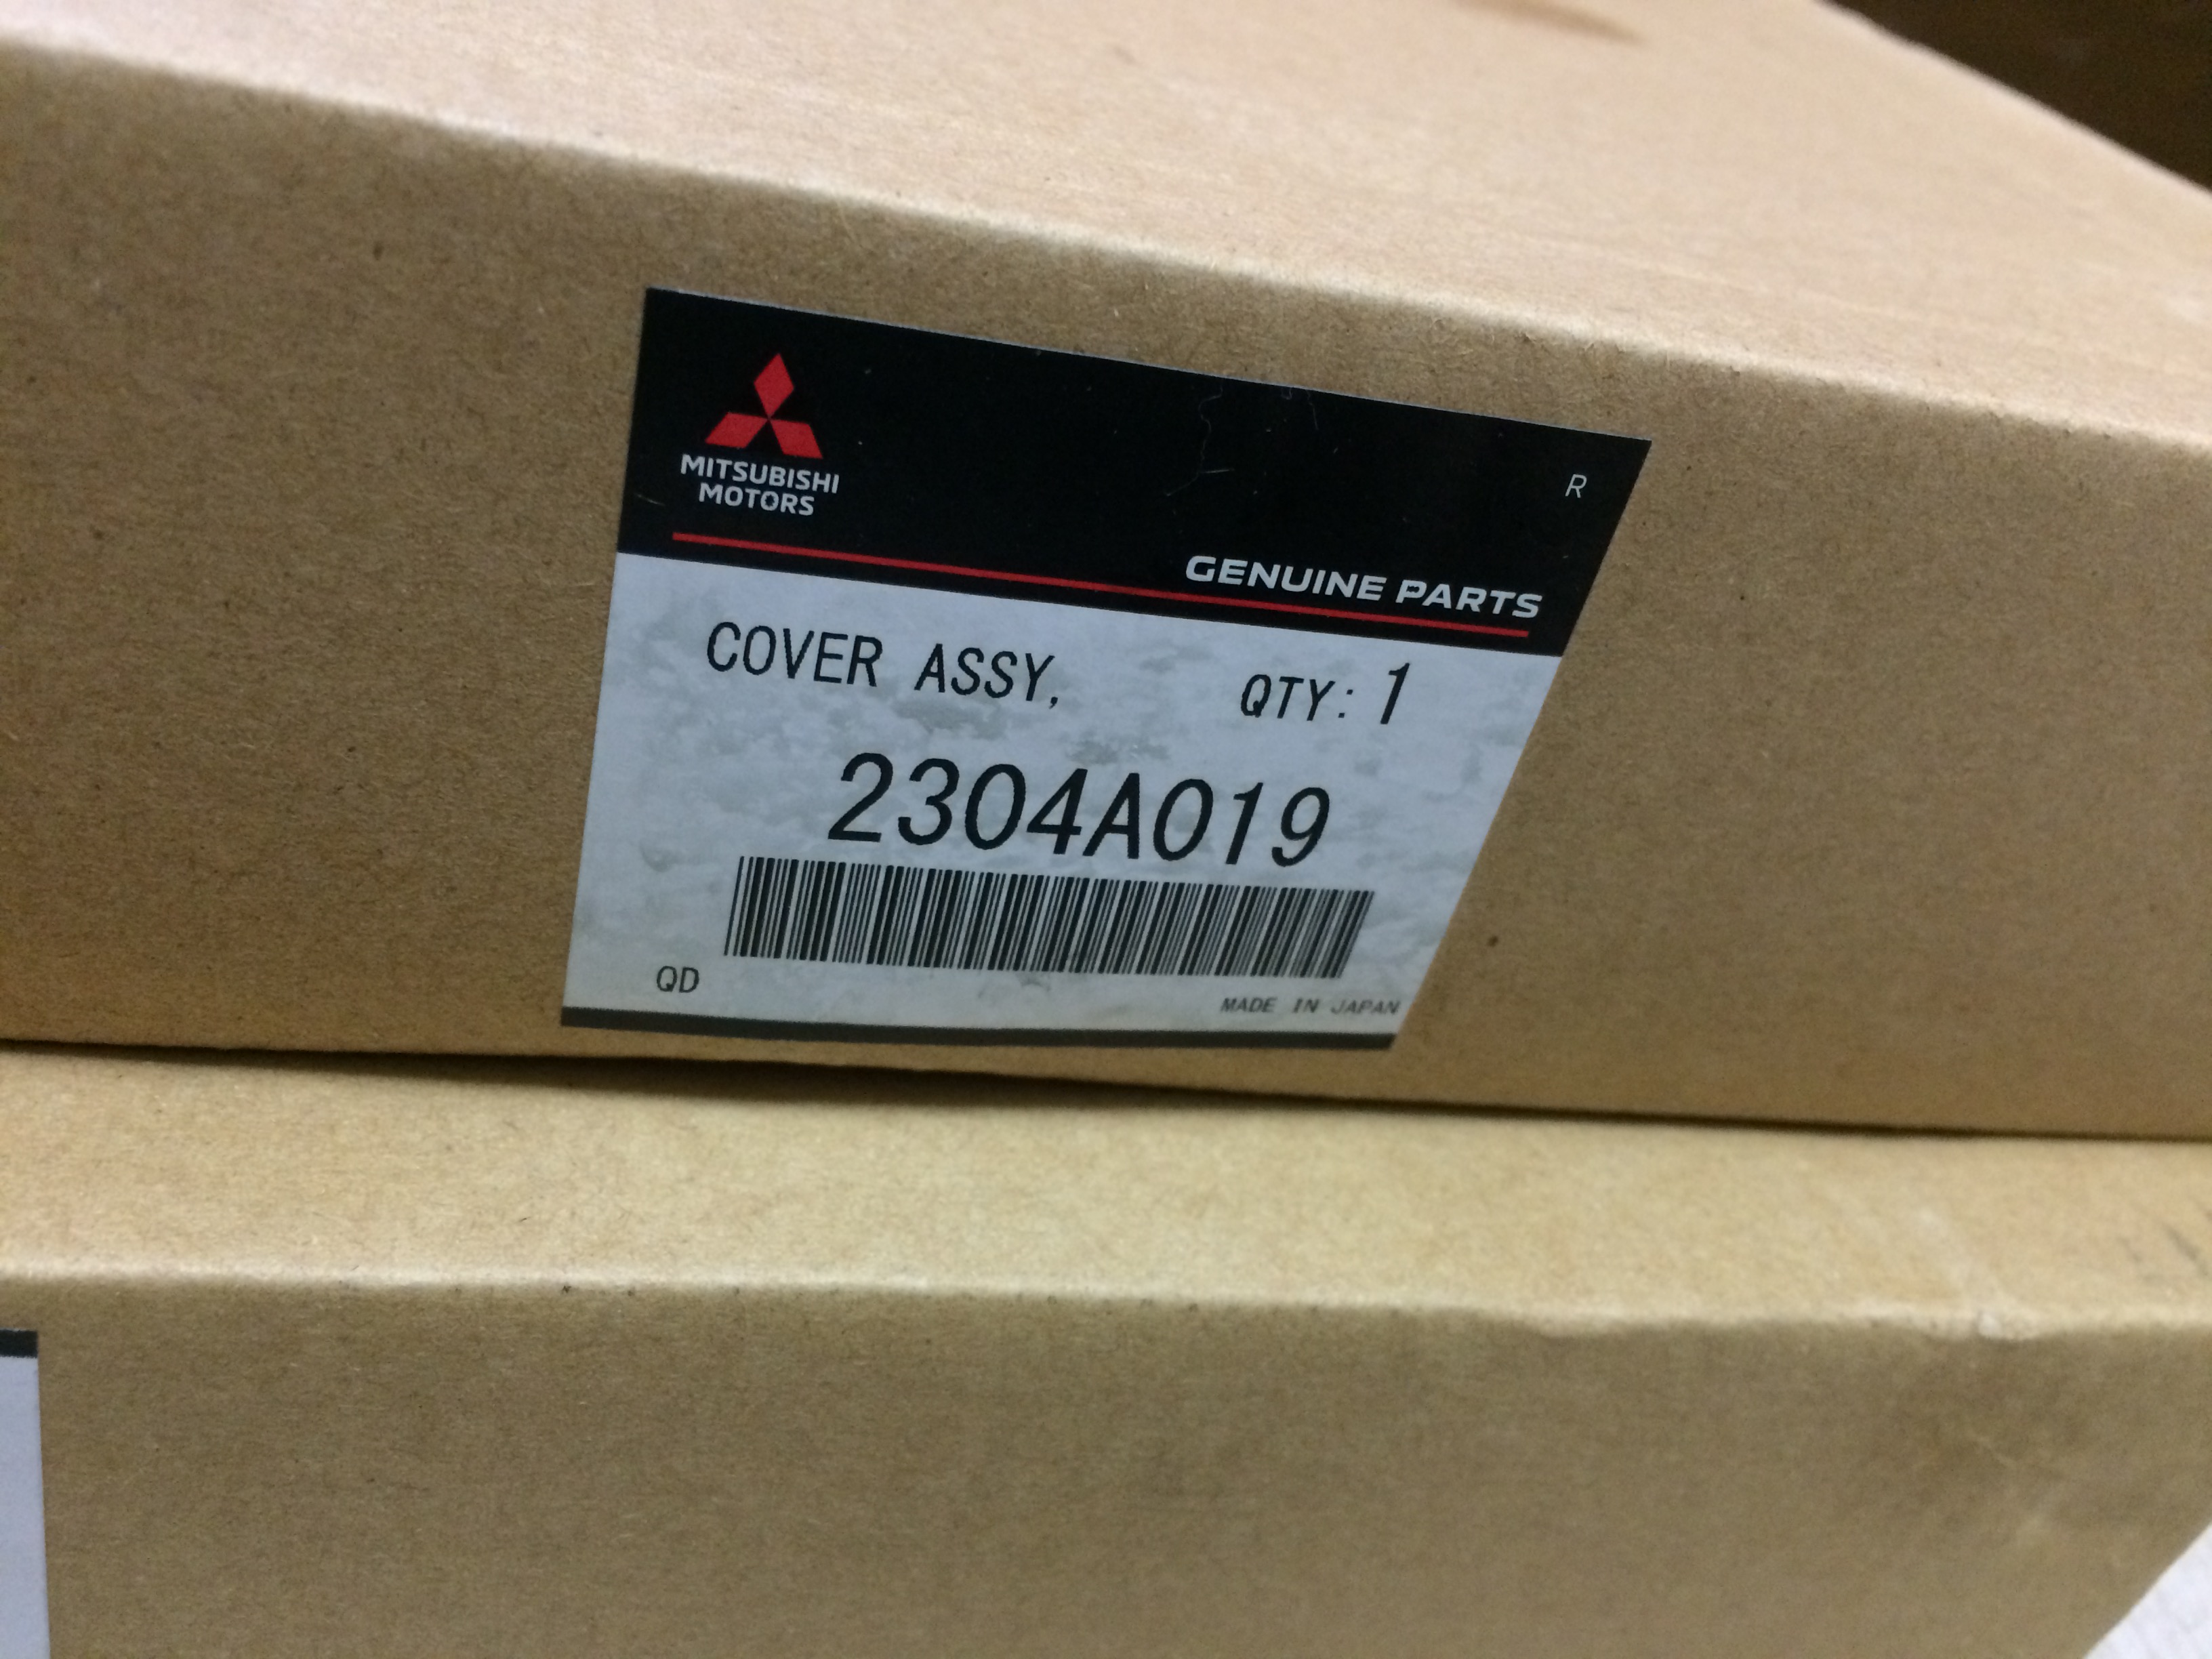 MITSUBISHI
MOTORS
R
GENUINE PARTS
COVER ASSY, QTY: 1
2304A019
QD
MADE IN JAPAN